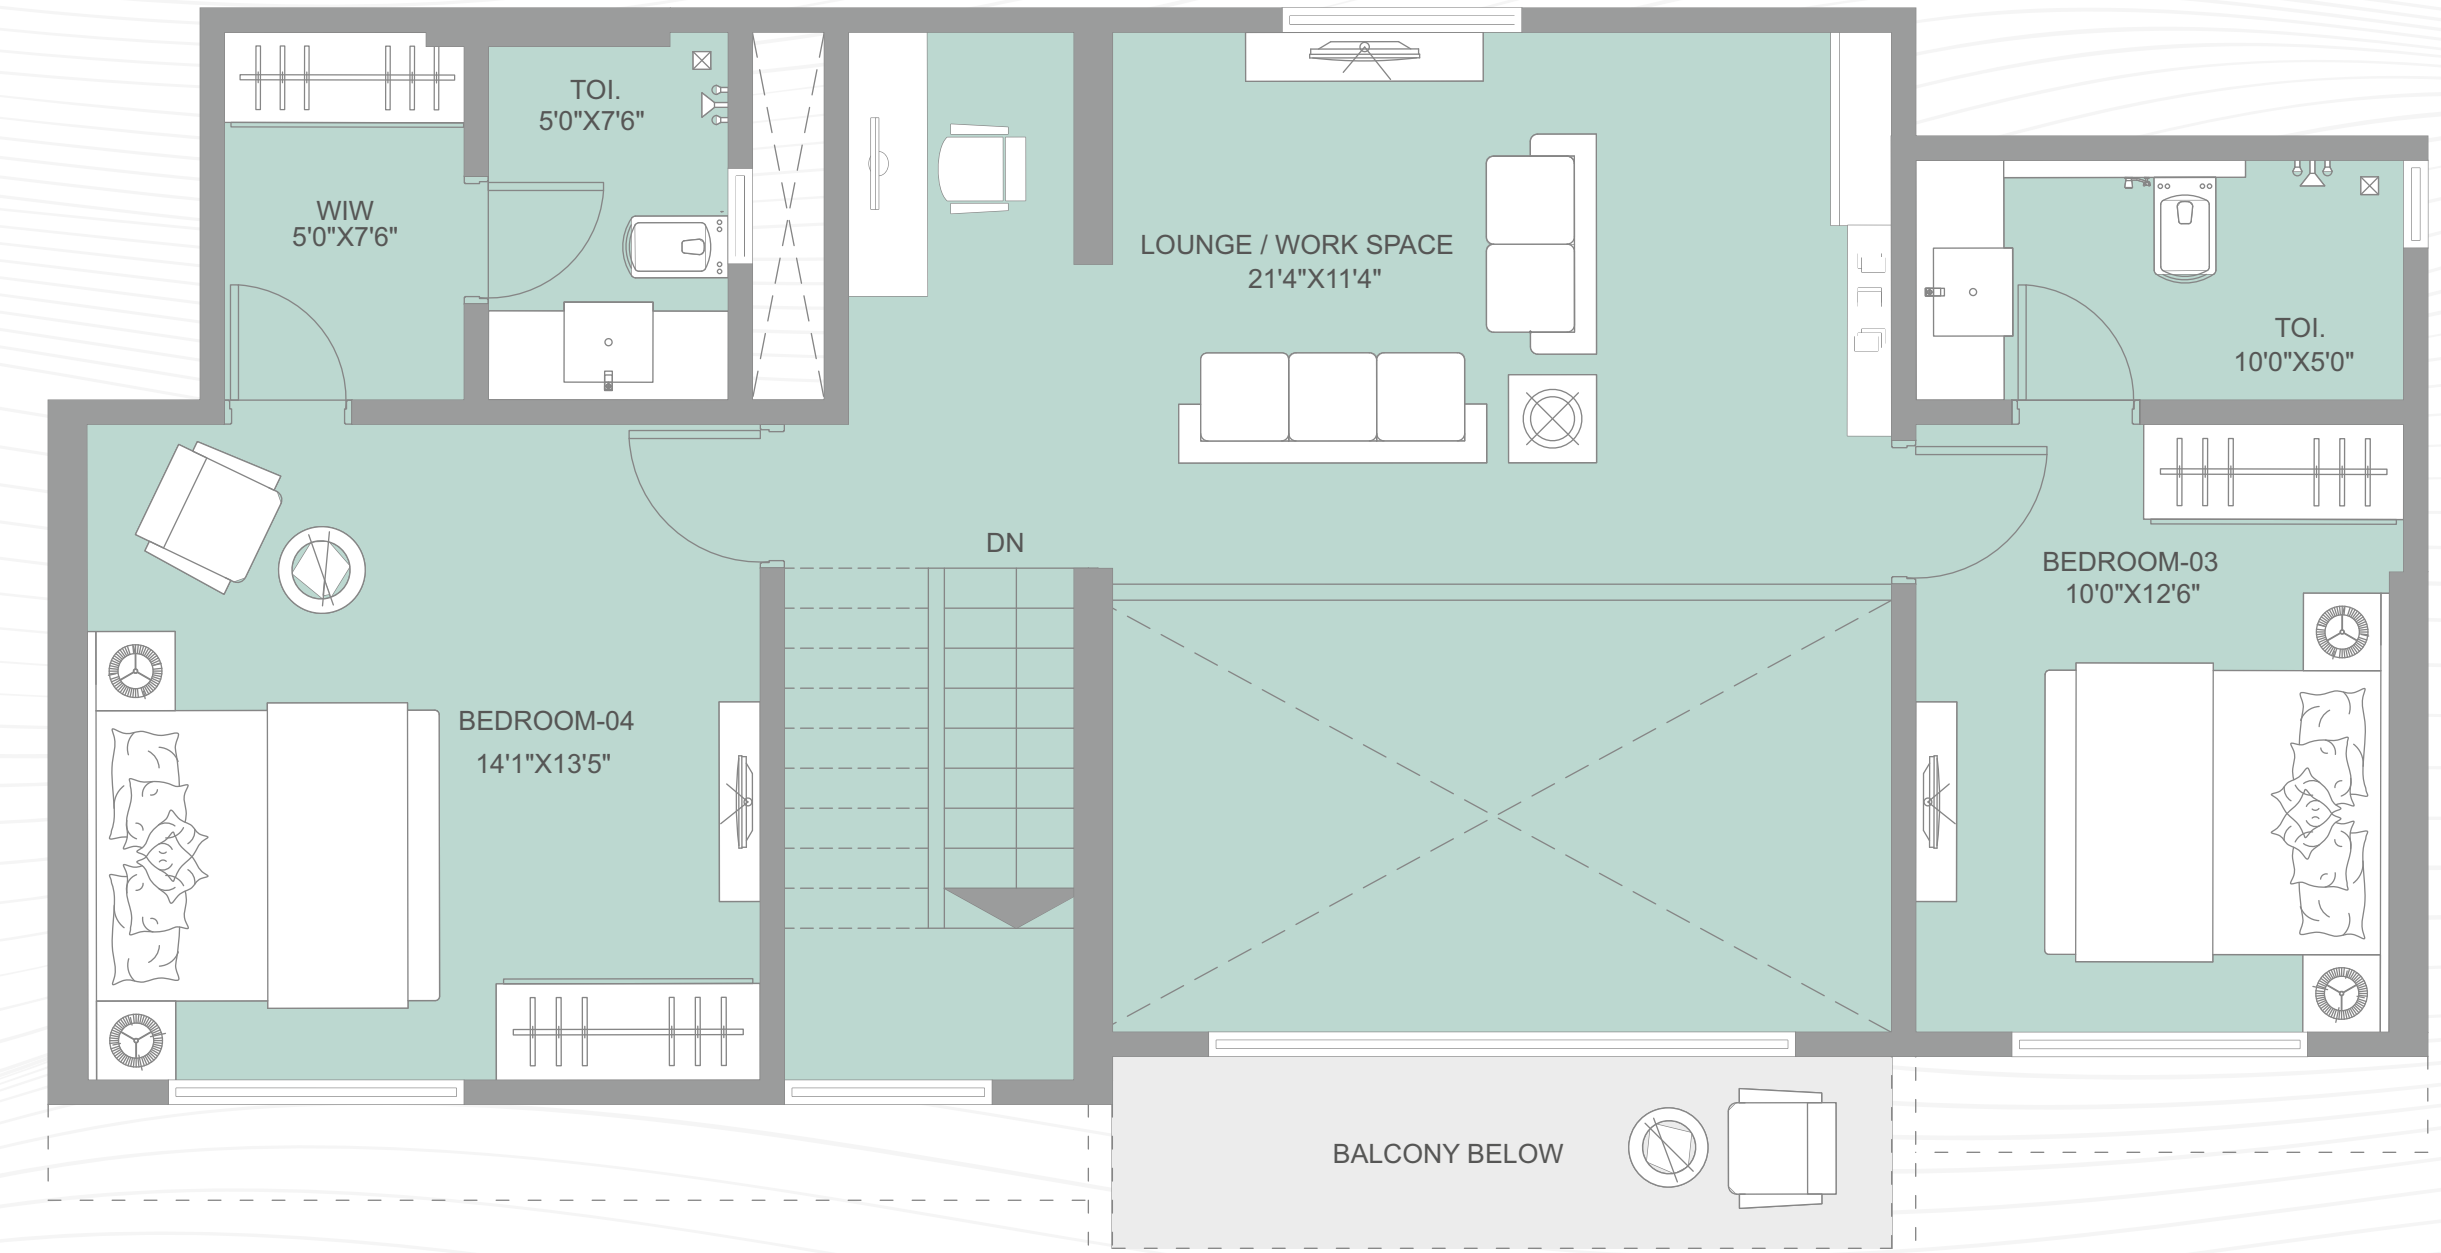 TOI.
5'0"X7'6"
WIW
5'0"X7'6"
LOUNGE / WORK SPACE
21'4"X11'4"
TOI.
10'0"X5'0"
DN
BEDROOM-03
10'0"X12'6"
BEDROOM-04
14'1"X13'5"
BALCONY BELOW